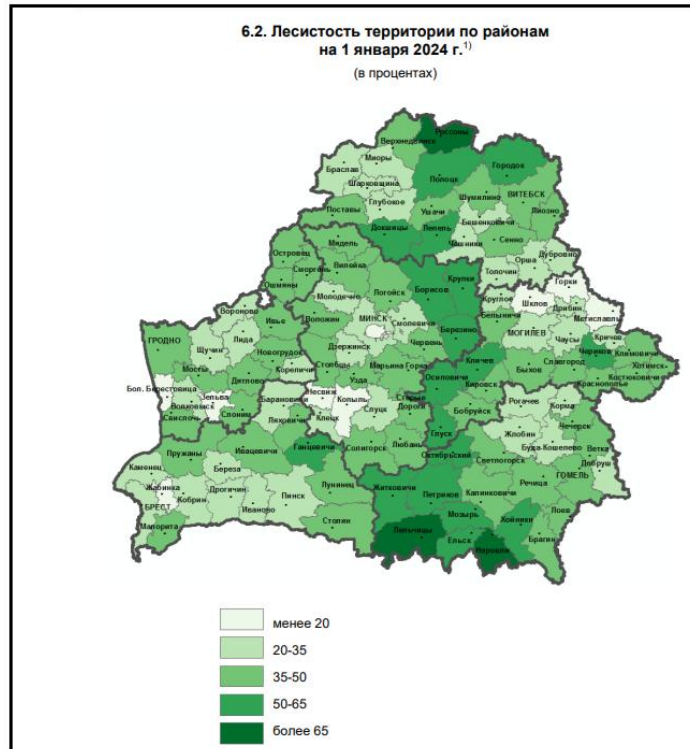 6.2. Лесистость территории по районам
на 1 января 2024 г.1)
(в процентах)
Россоны
Верхнедвинск
Браслав
Миоры
Полоцк
Городок
Шарковщина
Глубокое
Шумилино
ВИТЕБСК
Поставы
Ушачи
Лиозно
Бешенковичи
Докшицы
Лепель
Сенно
Чашники
Островец
Мядель
Орша
Дубровно
Сморгонь
Вилейка
Толочин
Ошмяны
Крупки
Горки
Борисов
Логойск
Круглое
Шклов
Вороново
Молодечно
Дрибин
Мстиславль
Белыничи
Ивье
МИНСК
Воложин
Смолевичи
Березино
МОГИЛЕВ
Чаусы
Кричев
ГРОДНО
Лида
Дзержинск
Червень
Климовичи
Щучин
Чериков
Хотимск
Новогрудок
Кличев
Славгород
Мосты
Кореличи
Столбцы
Узда
Марьина Горка
Быхов
Костюковичи
Дятлово
Осиповичи
Кировск
Краснополье
Бол. Берестовица
Зельва
Несвиж
Копыль
Старые
Волковыск
Барановичи
Клецк
Слуцк
Дороги
Рогачев
Корма
Свислочь
Слоним
Ляховичи
Бобруйск
Жлобин
Чечерск
Любань
Глуск
Буда-Кошелево
Ветка
Пружаны
Ивацевичи
Ганцевичи
Солигорск
Октябрьский
Светлогорск
Добруш
Каменец
Береза
ГОМЕЛЬ
Жабинка
Дрогичин
Лунинец
Житковичи
Речица
Кобрин
Пинск
Петриков
Калинковичи
БРЕСТ
Иваново
Мозырь
Лоев
Малорита
Столин
Хойники
Лельчицы
Ельск
Брагин
Наровля
менее 20
20-35
35-50
50-65
более 65